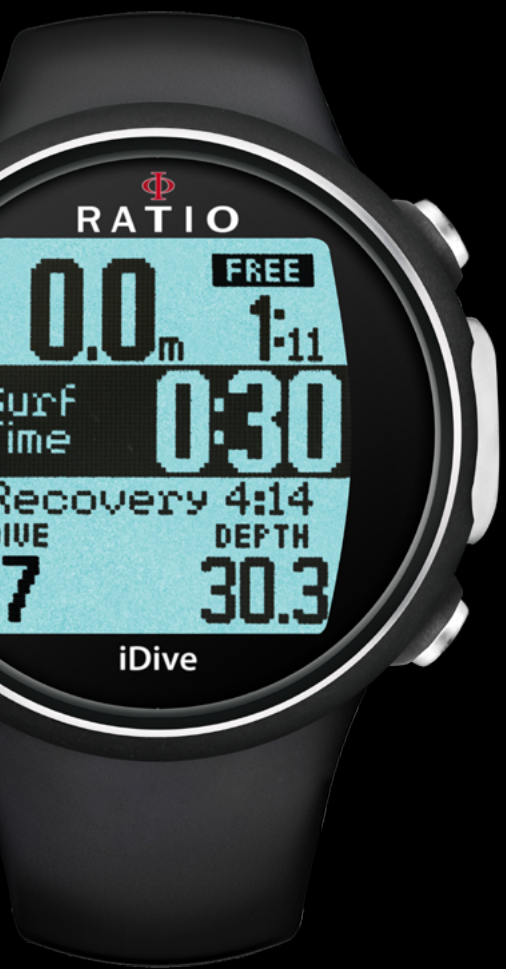 RATIO
0.0m
FREE
1:11
urf
ime
0:30
Recovery 4:14
IVE
DEPTH
7
30.3
iDive